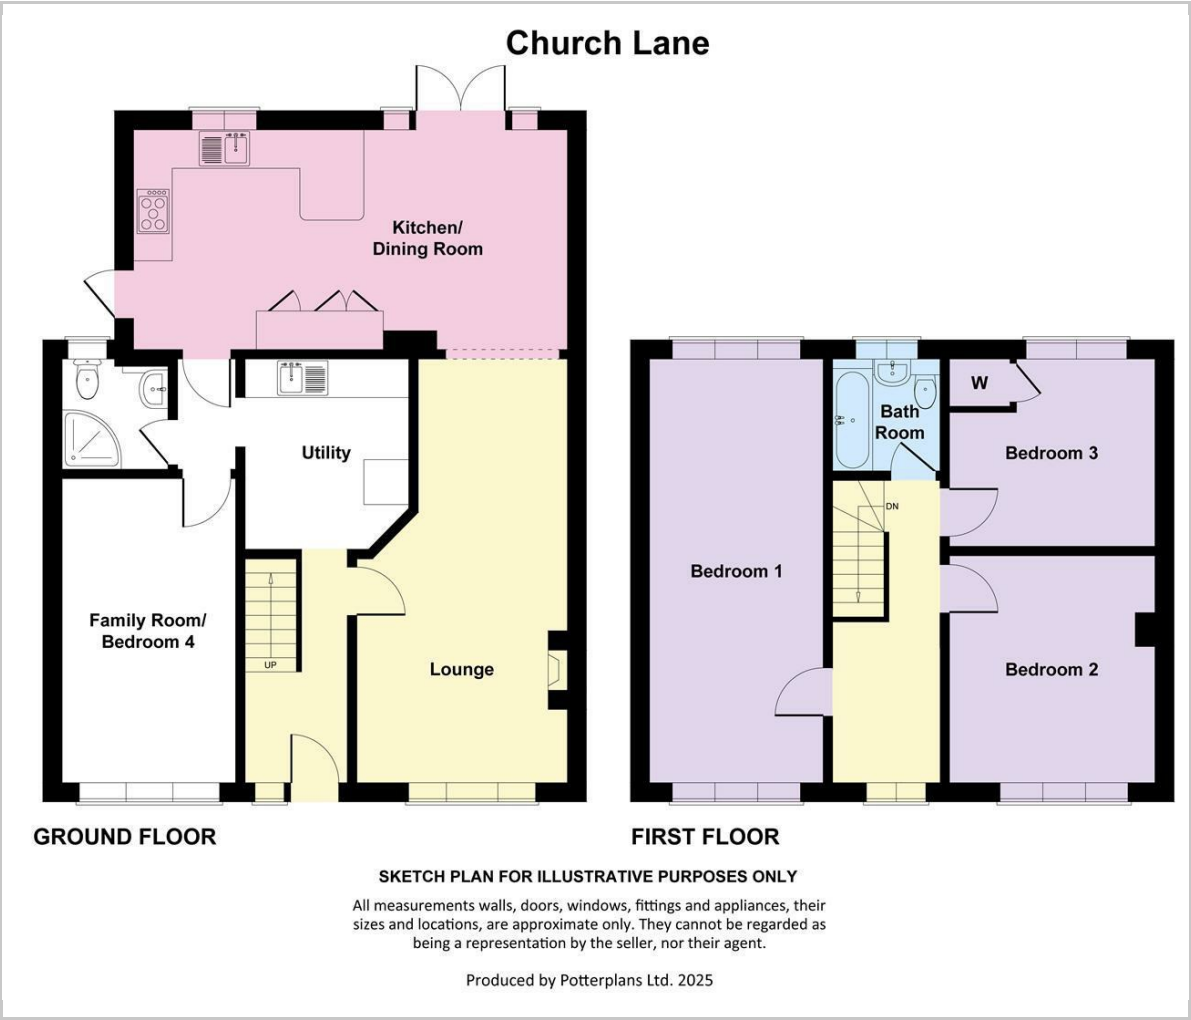 Church Lane
Kitchen/
Dining Room
Utility
Family Room/
Bedroom 4
UP
Lounge
GROUND FLOOR
W
Bath
Room
Bedroom 3
DN
Bedroom 1
Bedroom 2
FIRST FLOOR
SKETCH PLAN FOR ILLUSTRATIVE PURPOSES ONLY
All measurements walls, doors, windows, fittings and appliances, their
sizes and locations, are approximate only. They cannot be regarded as
being a representation by the seller, nor their agent.
Produced by Potterplans Ltd. 2025